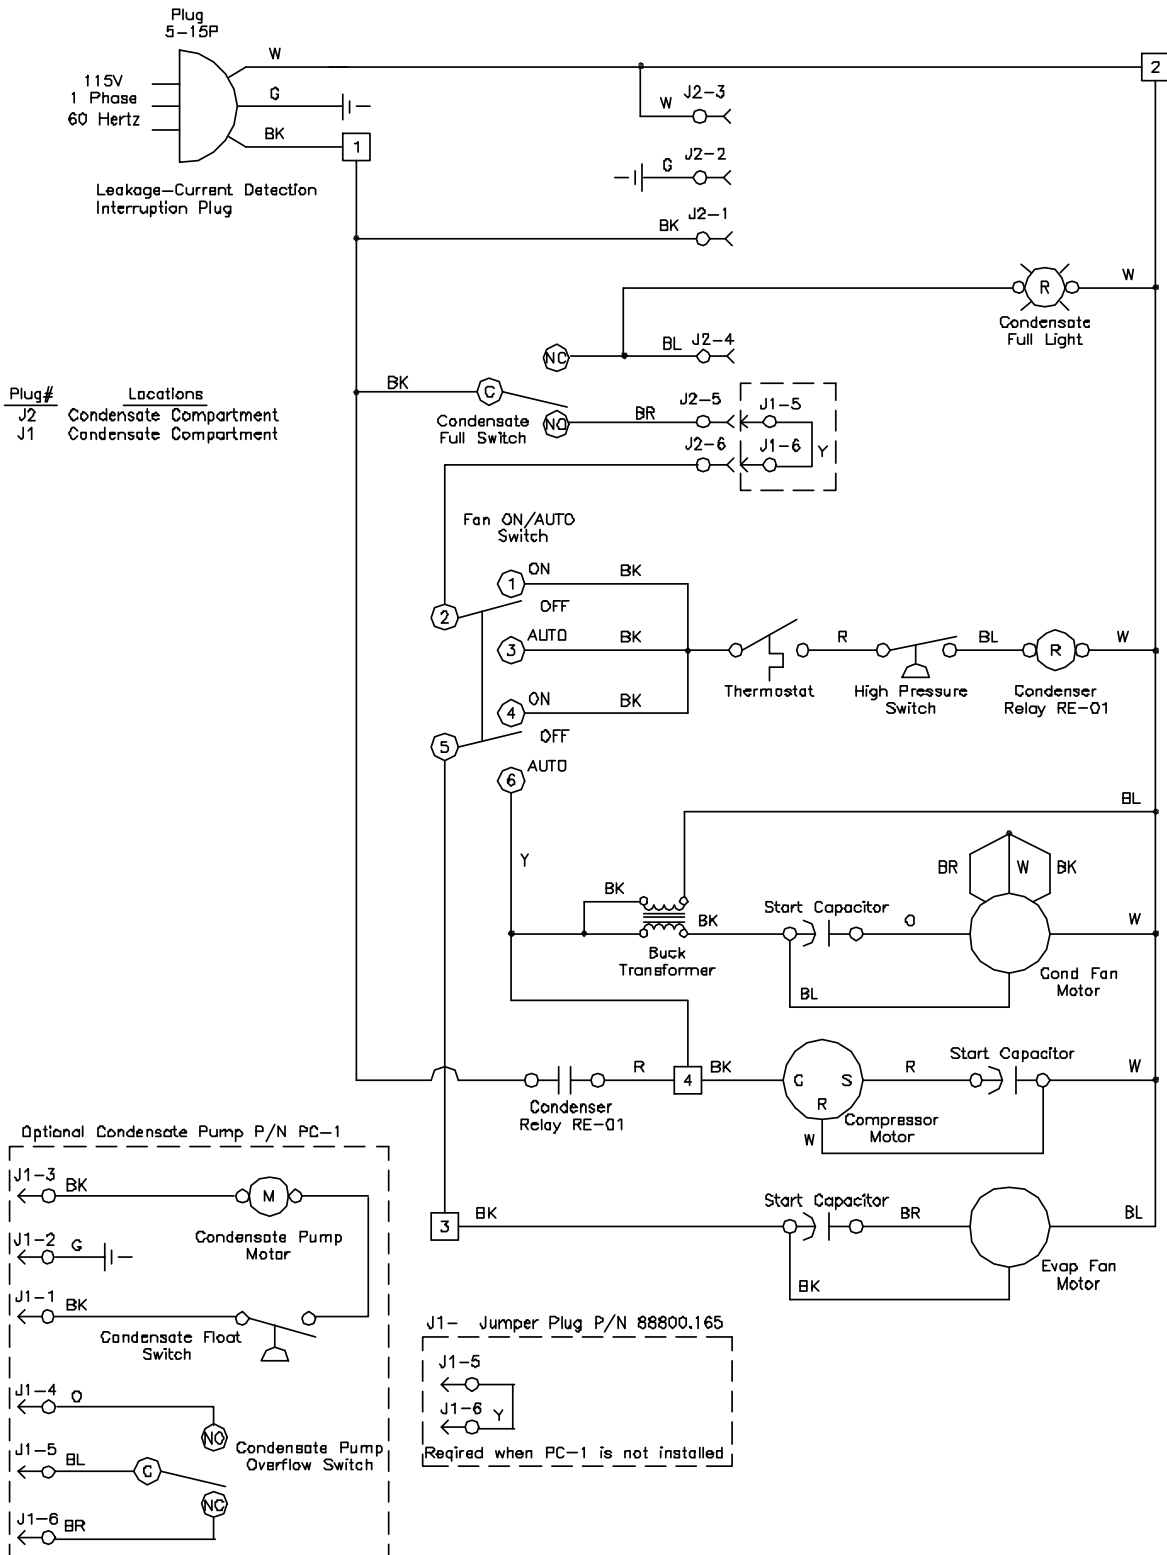 Plug
5-15P
W
2
115V
1 Phase
60 Hertz
G
BK
1
Leakage-Current Detection
Interruption Plug
W J2-3
G J2-2
BK J2-1
R
W
Condensate
Full Light
NC
BL J2-4
Plug# Locations
J2 Condensate Compartment
J1 Condensate Compartment
BK
C
Condensate
Full Switch
NO
BR J2-5 J1-5
J2-6 J1-6 Y
Fan ON/AUTO
Switch
1 ON BK
2 OFF
3 AUTO BK
Thermostat
R
High Pressure
Switch
BL
R
W
Condenser
Relay RE-01
4 ON BK
5 OFF
6 AUTO
BL
Y
BR W BK
BK
BK
Buck
Transformer
Start Capacitor
O
W
Cond Fan
Motor
BL
Condenser
Relay RE-01
R
4
BK
C S
R
Compressor
Motor
W
R
Start Capacitor
W
3
BK
Start Capacitor
BR
BL
Evap Fan
Motor
BK
Optional Condensate Pump P/N PC-1
J1-3 BK
M
Condensate Pump
Motor
J1-2 G
J1-1 BK
Condensate Float
Switch
J1-4 O
NO
Condensate Pump
Overflow Switch
J1-5 BL
C
NC
J1-6 BR
J1- Jumper Plug P/N 88800.165
J1-5
J1-6 Y
Reqired when PC-1 is not installed